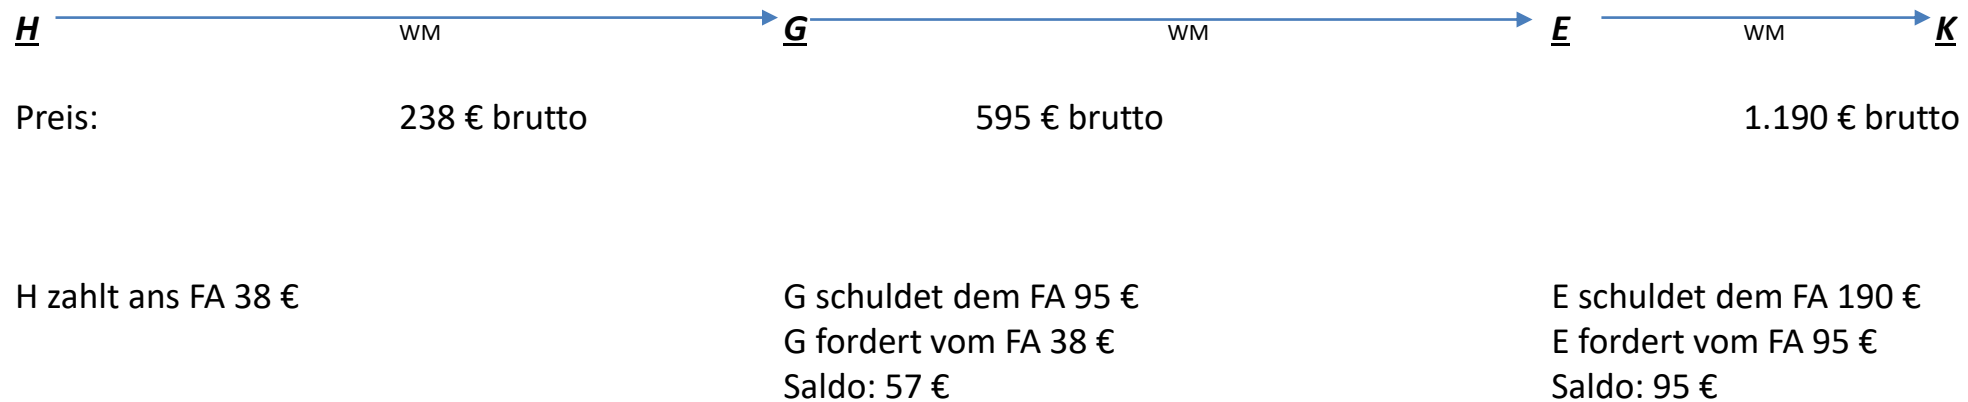 H WM G WM E WM K
Preis: 238 € brutto 595 € brutto 1.190 € brutto
H zahlt ans FA 38 € G schuldet dem FA 95 € E schuldet dem FA 190 €
G fordert vom FA 38 € E fordert vom FA 95 €
Saldo: 57 € Saldo: 95 €